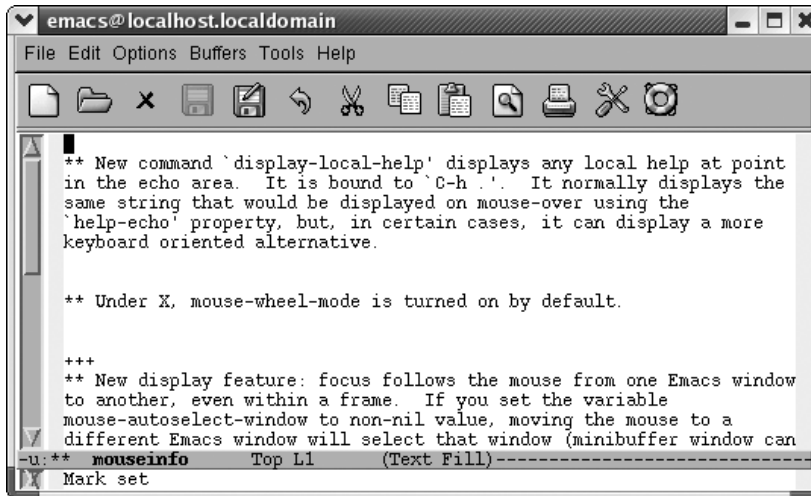 emacs@localhost.localdomain
File Edit Options Buffers Tools Help
** New command `display-local-help' displays any local help at point
in the echo area.  It is bound to `C-h .'.  It normally displays the
same string that would be displayed on mouse-over using the
`help-echo' property, but, in certain cases, it can display a more
keyboard oriented alternative.
** Under X, mouse-wheel-mode is turned on by default.
+++
** New display feature: focus follows the mouse from one Emacs window
to another, even within a frame.  If you set the variable
mouse-autoselect-window to non-nil value, moving the mouse to a
different Emacs window will select that window (minibuffer window can
-u:**  mouseinfo      Top L1      (Text Fill)----------------------------
Mark set